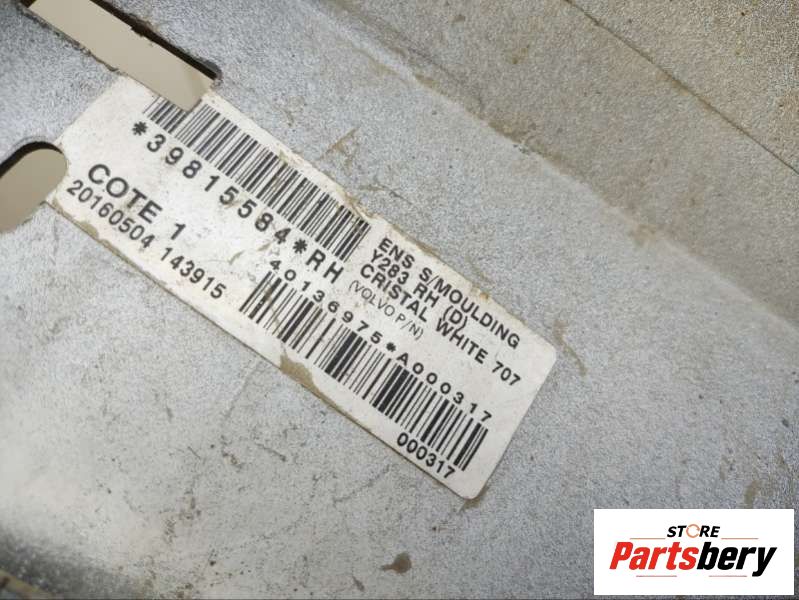 *39815584*RH
COTE 1
20160504 143915
ENS S/MOULDING
Y283 RH (D)
CRISTAL WHITE 707
(VOLVO P/N)
40136975*A000317
000317
STORE
Partsbery